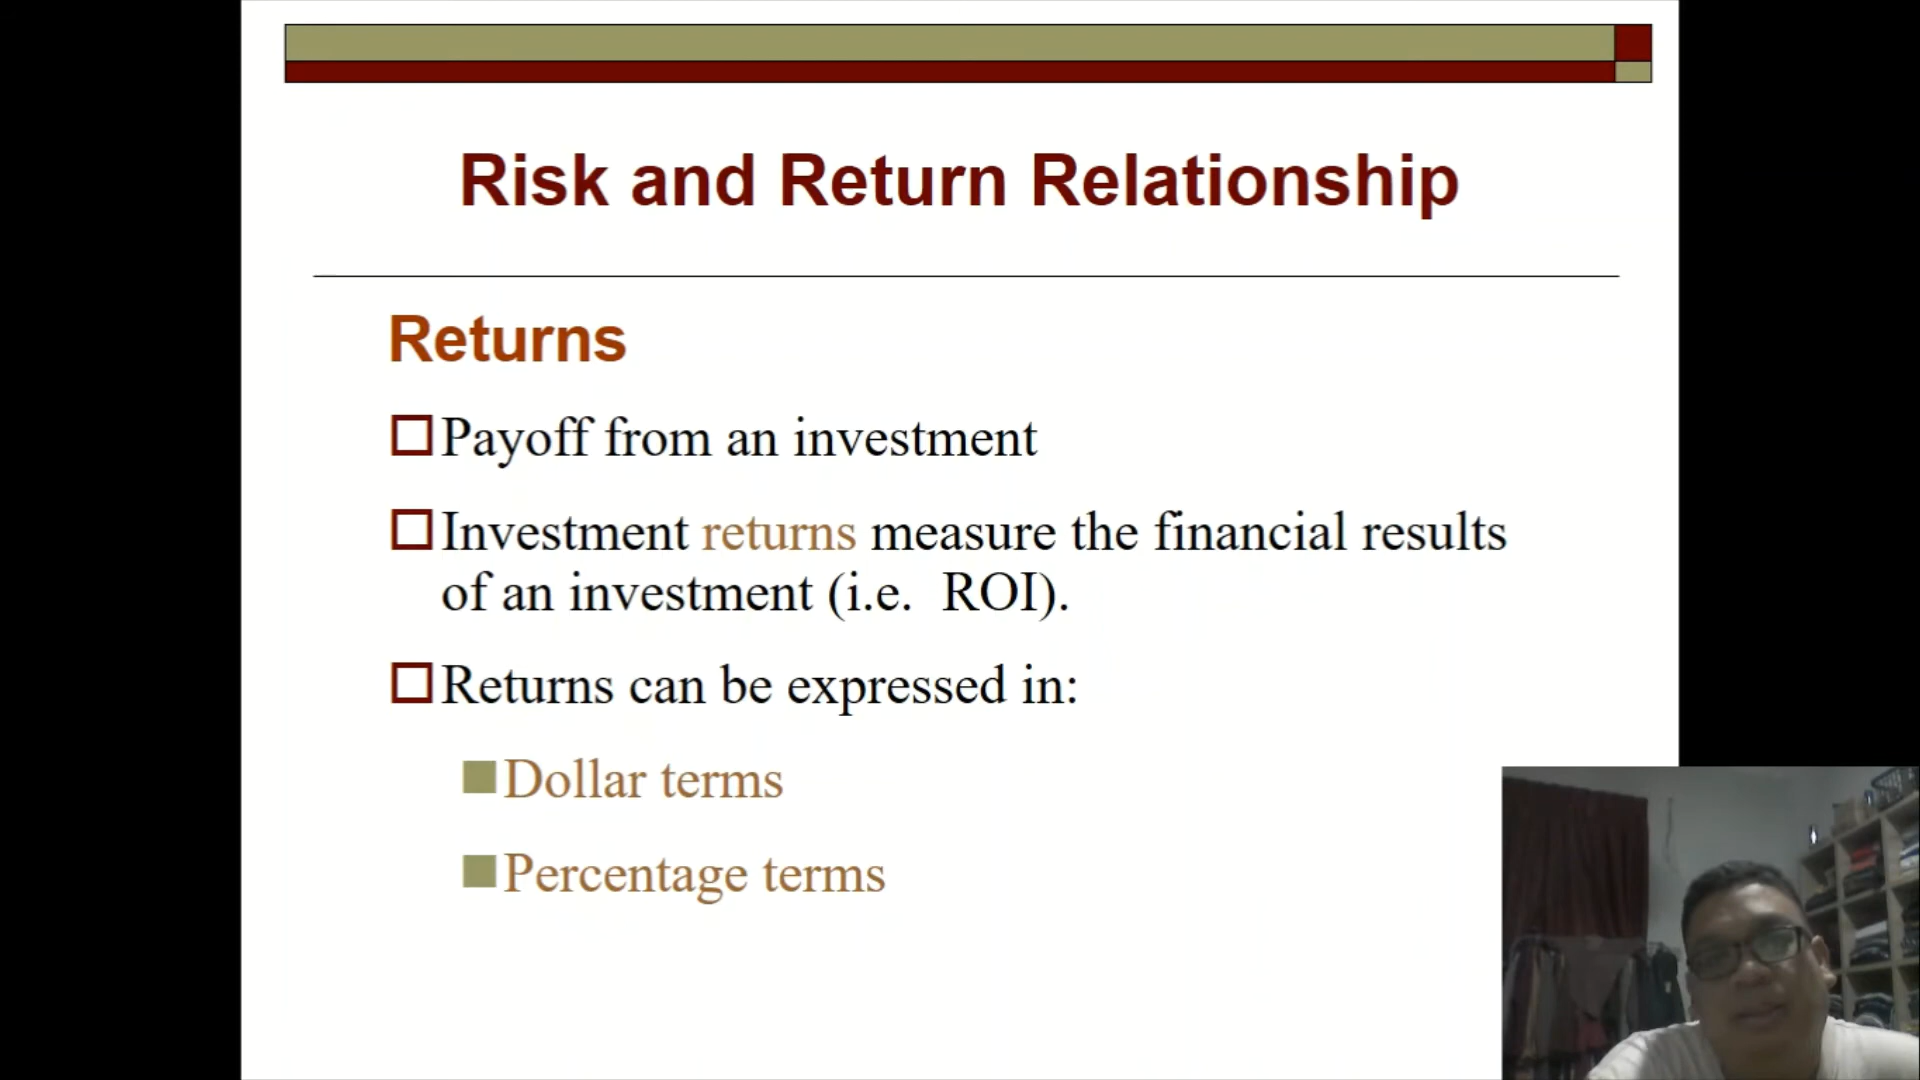 Risk and Return Relationship
Returns
Payoff from an investment
Investment returns measure the financial results
of an investment (i.e. ROI).
Returns can be expressed in:
Dollar terms
Percentage terms